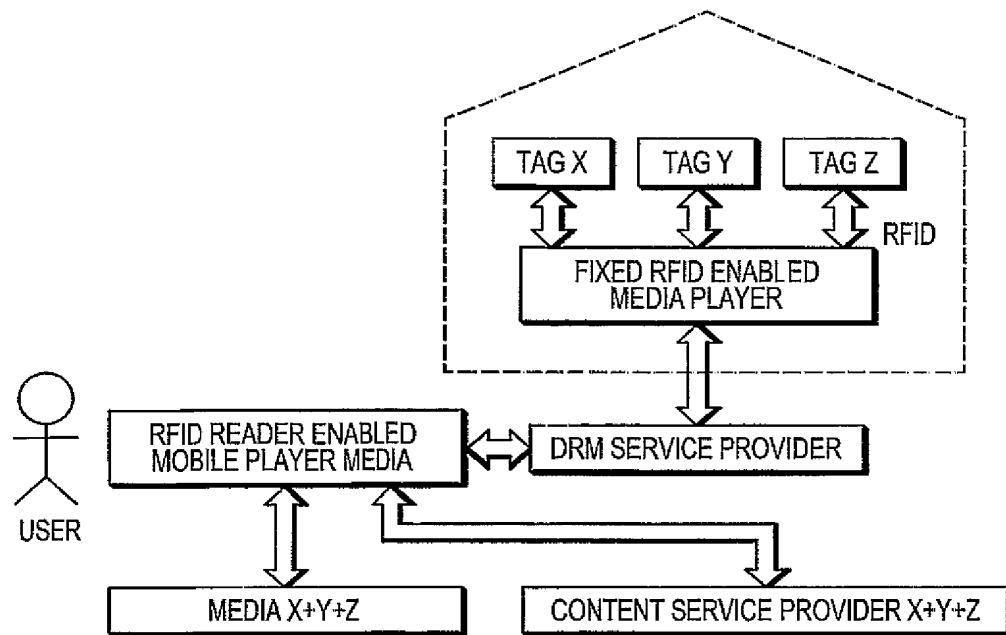 TAG X
TAG Y
TAG Z
RFID
FIXED RFID ENABLED
MEDIA PLAYER
RFID READER ENABLED
MOBILE PLAYER MEDIA
DRM SERVICE PROVIDER
USER
MEDIA X+Y+Z
CONTENT SERVICE PROVIDER X+Y+Z